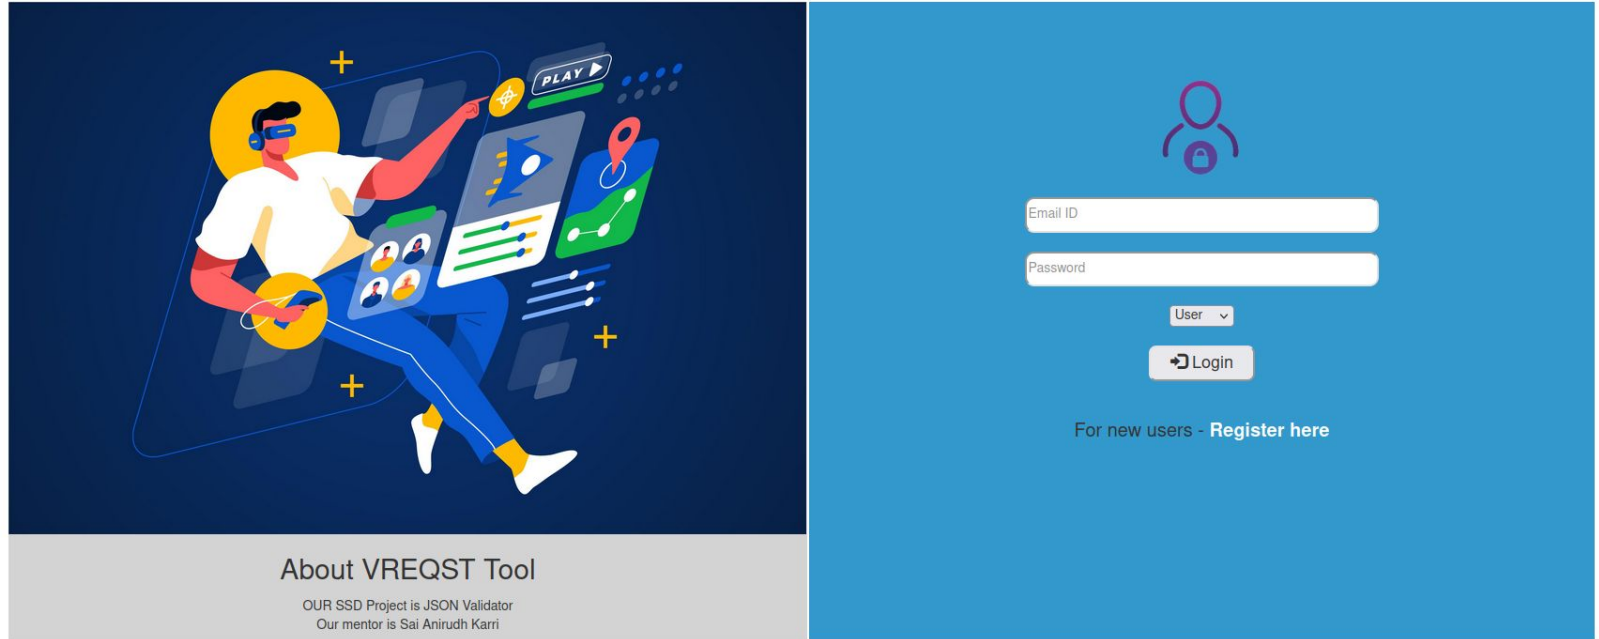 PLAY
About VREQST Tool
OUR SSD Project is JSON Validator
Our mentor is Sai Anirudh Karri
Email ID
Password
User
Login
For new users - Register here